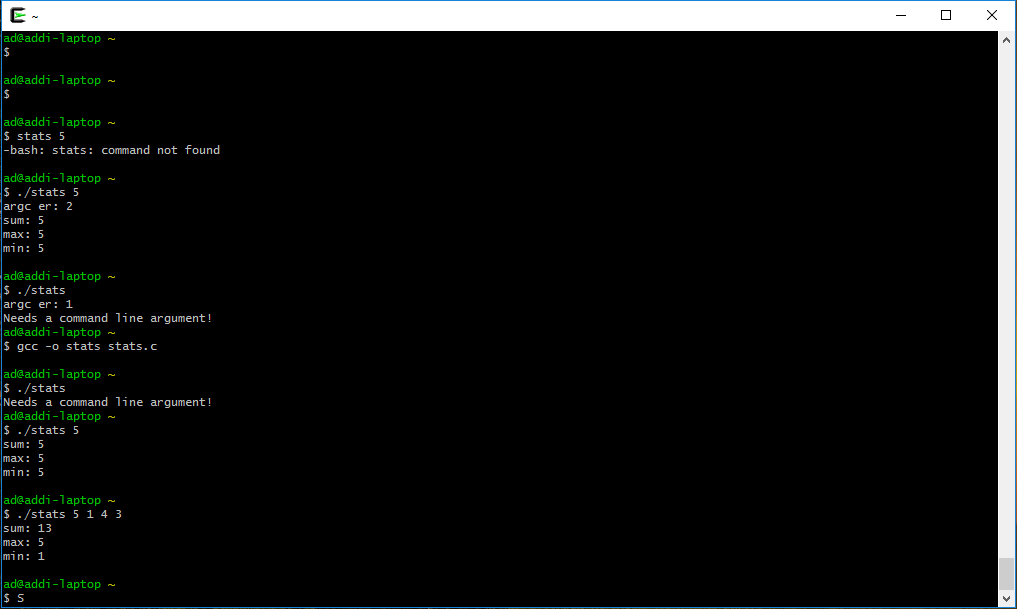 ~
ad@addi-laptop ~
$
ad@addi-laptop ~
$
ad@addi-laptop ~
$ stats 5
-bash: stats: command not found
ad@addi-laptop ~
$ ./stats 5
argc er: 2
sum: 5
max: 5
min: 5
ad@addi-laptop ~
$ ./stats
argc er: 1
Needs a command line argument!
ad@addi-laptop ~
$ gcc -o stats stats.c
ad@addi-laptop ~
$ ./stats
Needs a command line argument!
ad@addi-laptop ~
$ ./stats 5
sum: 5
max: 5
min: 5
ad@addi-laptop ~
$ ./stats 5 1 4 3
sum: 13
max: 5
min: 1
ad@addi-laptop ~
$ S